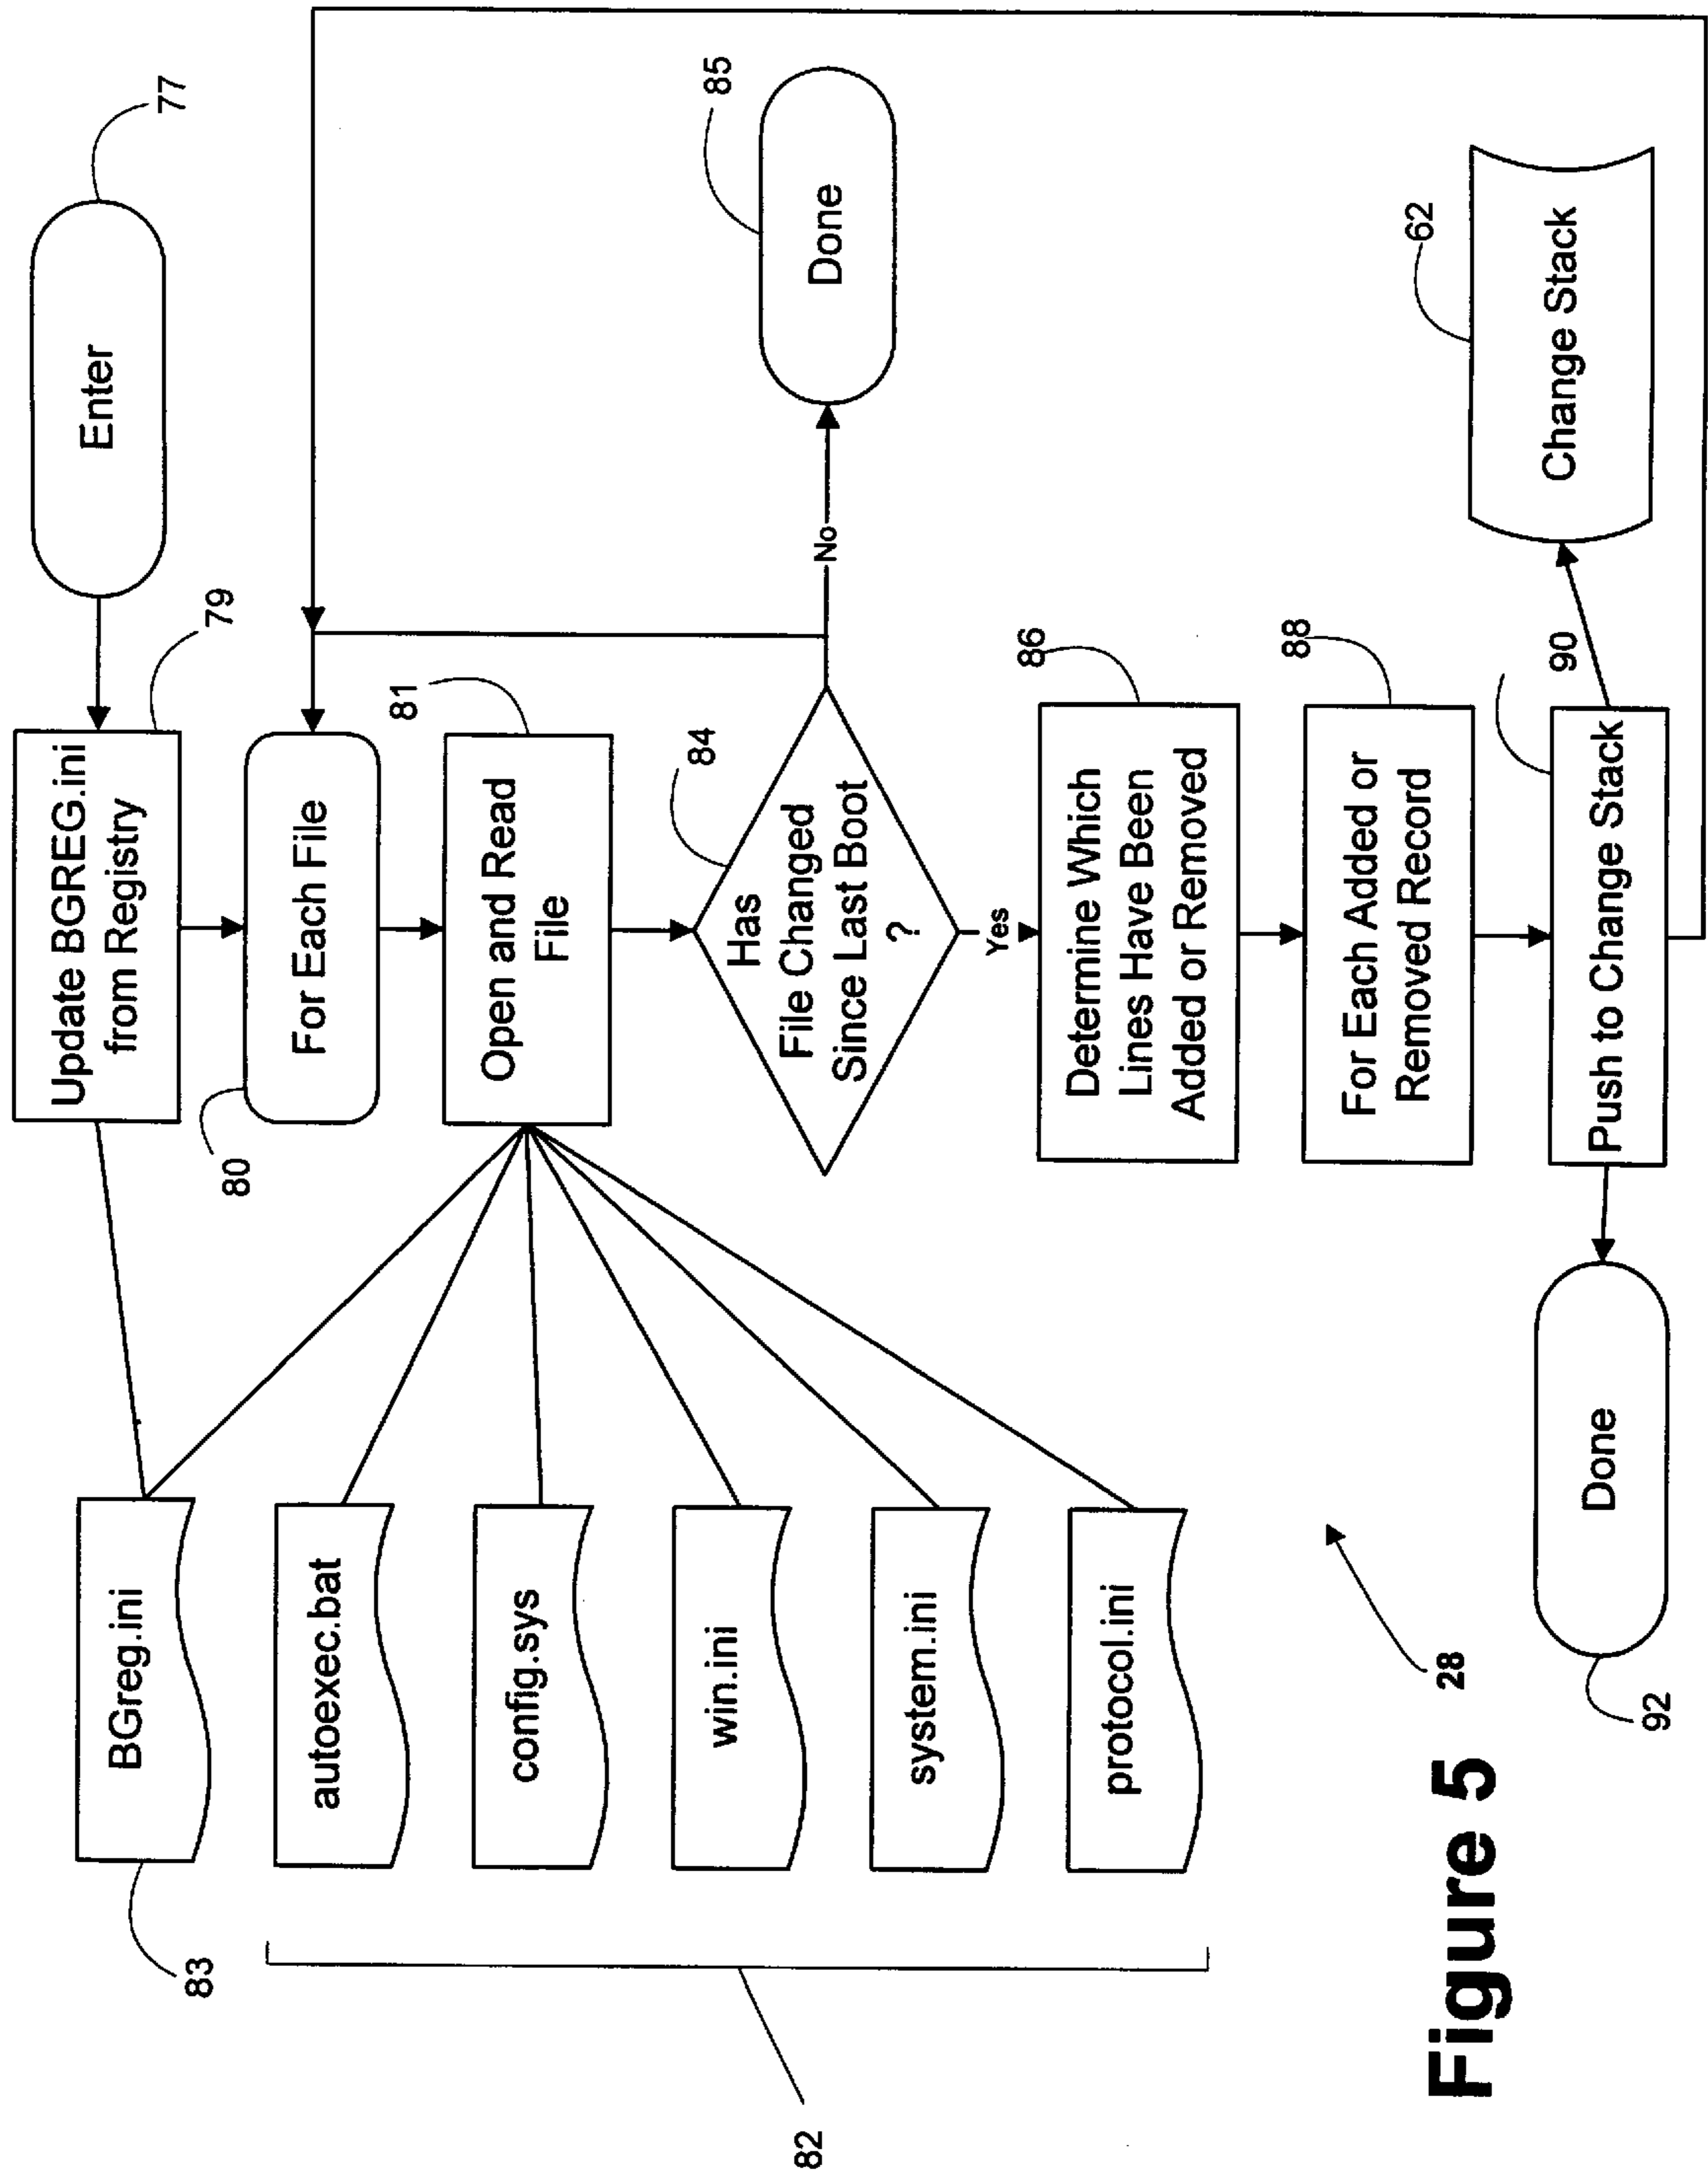 Enter
77
Update BGREG.ini
from Registry
79
For Each File
80
Open and Read
File
81
BGreg.ini
83
autoexec.bat
config.sys
win.ini
system.ini
protocol.ini
82
Has
File Changed
Since Last Boot
?
84
No
Done
85
Yes
Determine Which
Lines Have Been
Added or Removed
86
For Each Added or
Removed Record
88
Push to Change Stack
90
Change Stack
62
Done
92
28
Figure 5